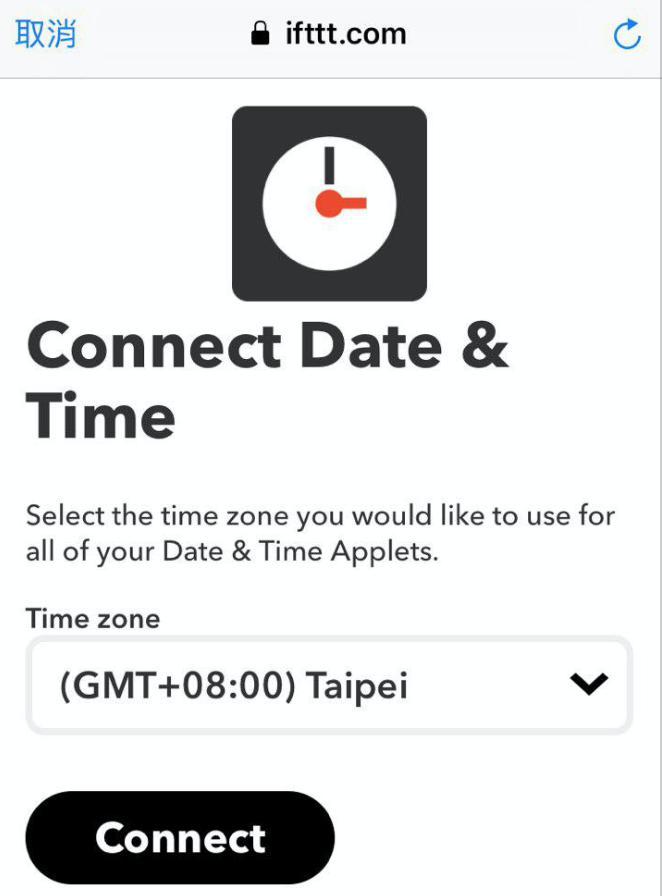 取消
ifttt.com
Connect Date &
Time
Select the time zone you would like to use for
all of your Date & Time Applets.
Time zone
(GMT+08:00) Taipei
Connect